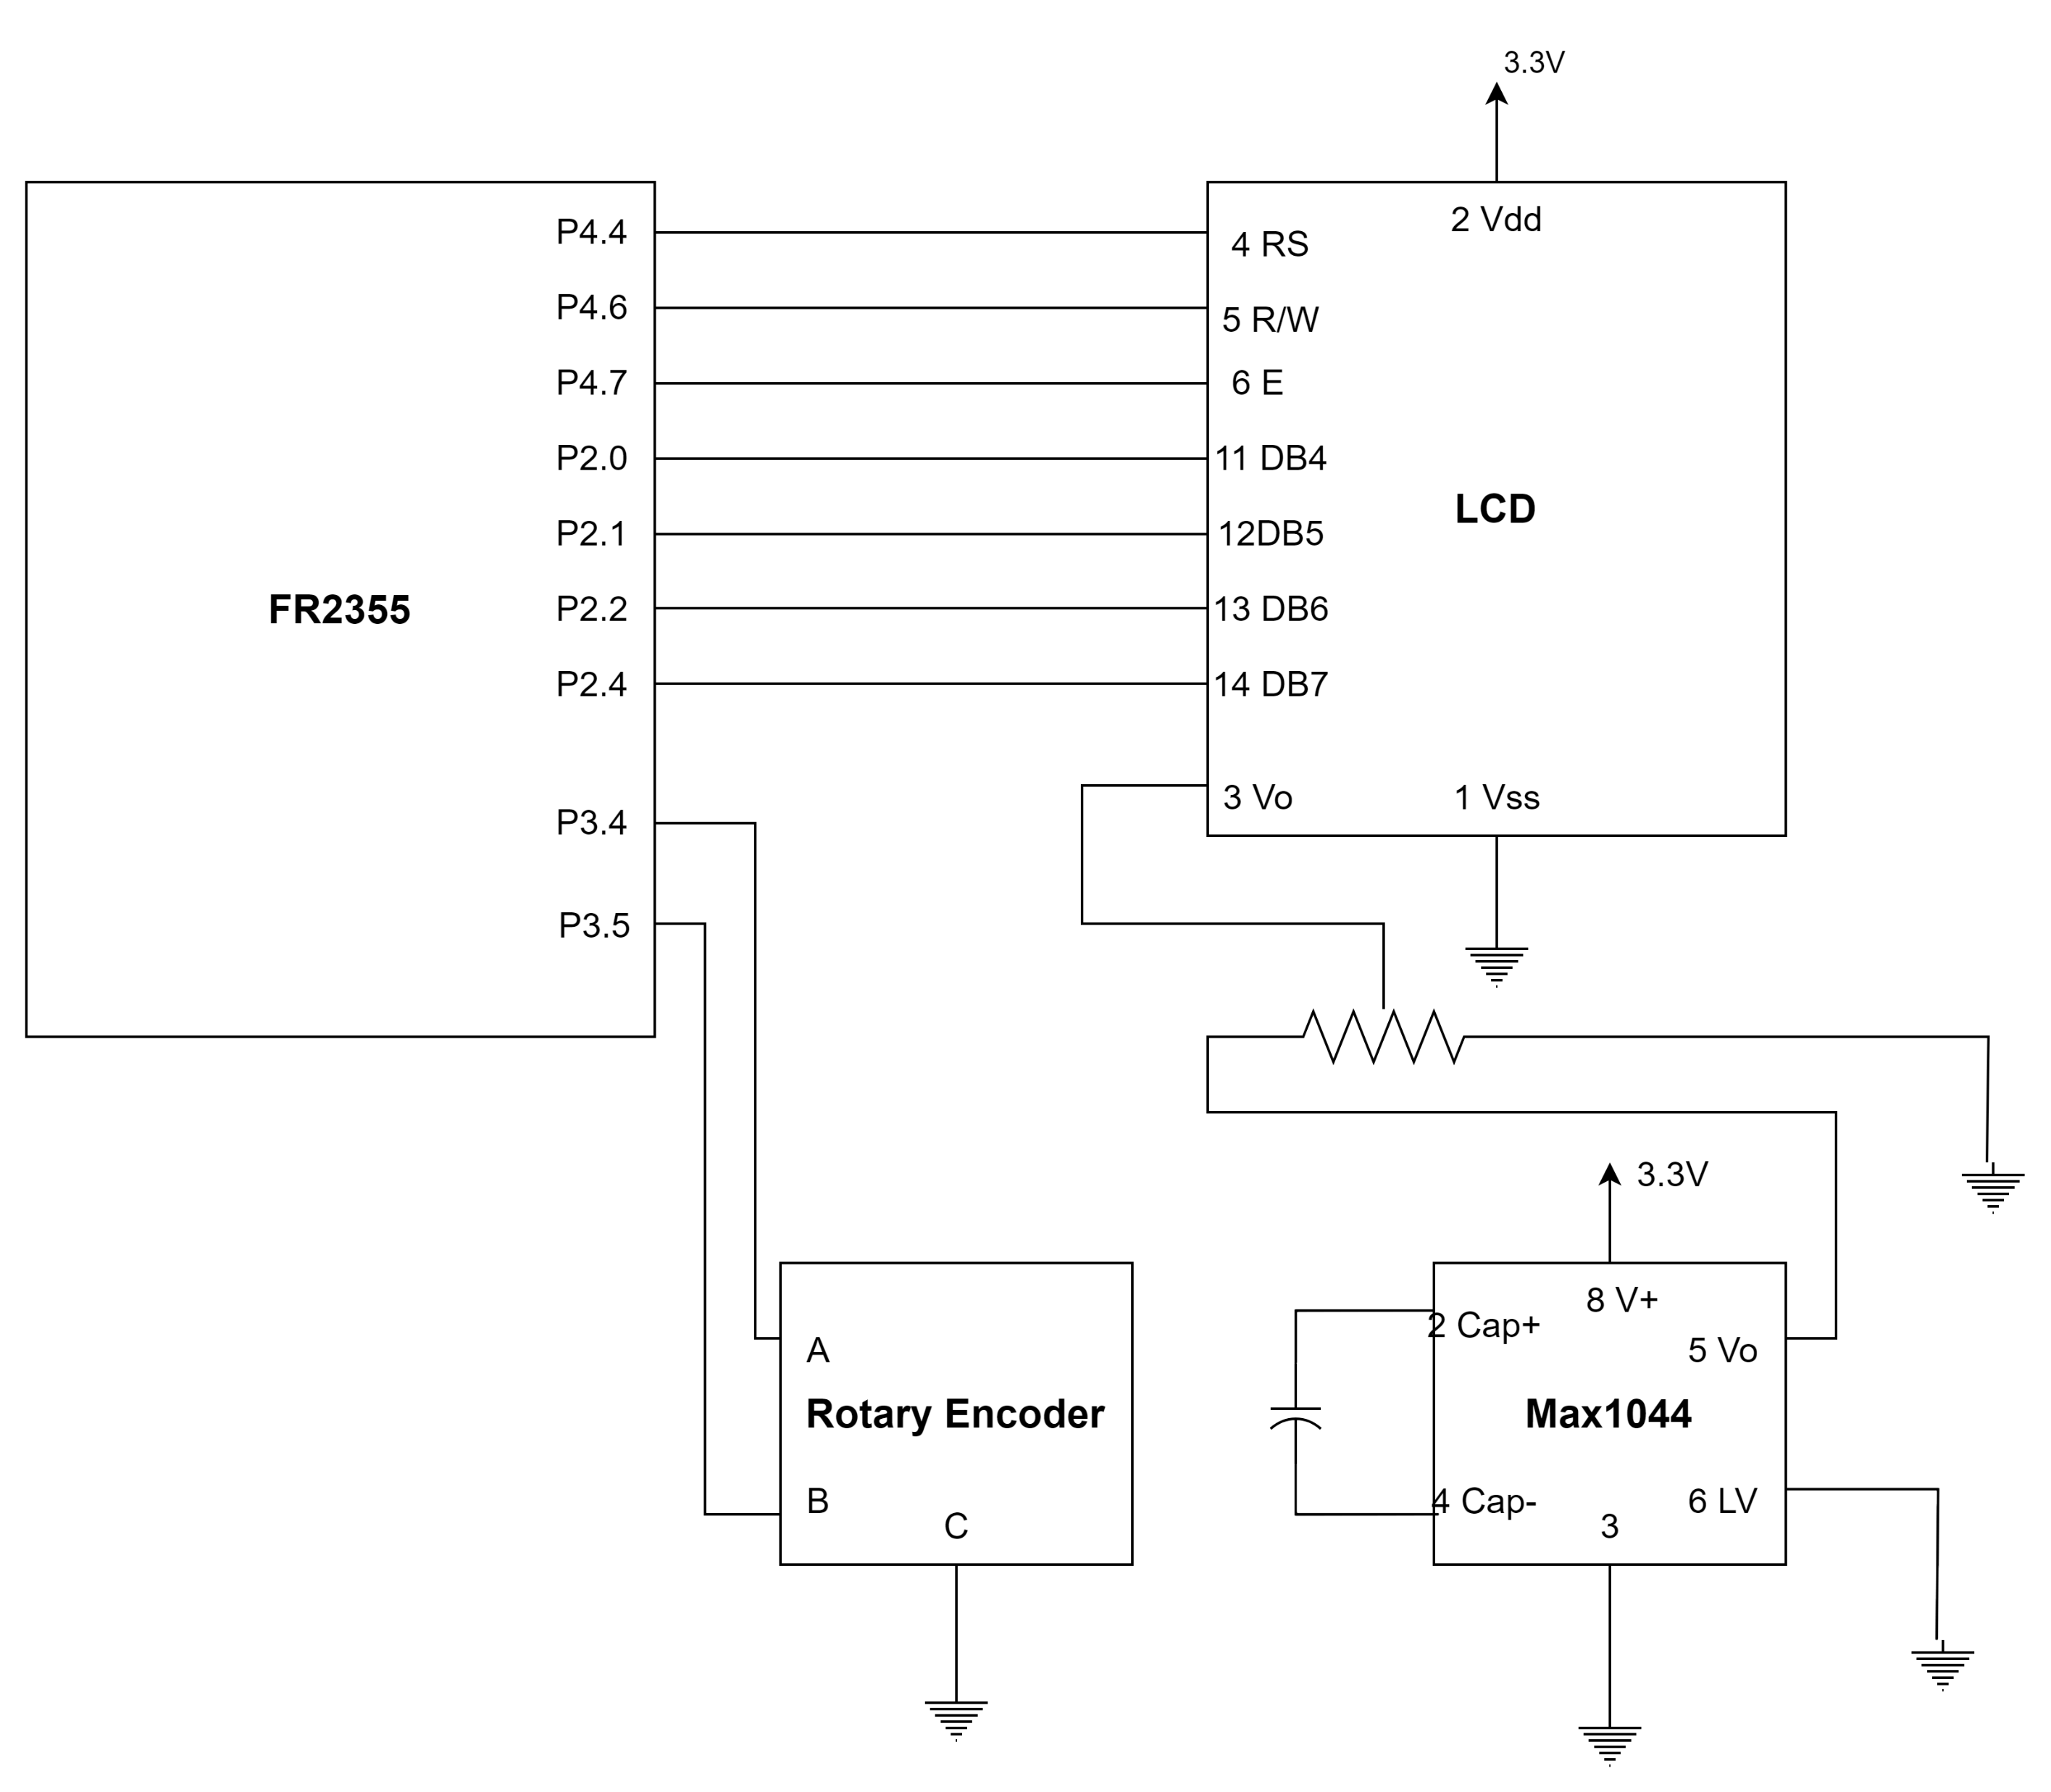 3.3V
P4.4
P4.6
P4.7
P2.0
P2.1
P2.2
P2.4
P3.4
P3.5
FR2355
2 Vdd
4 RS
5 R/W
6 E
11 DB4
12DB5
13 DB6
14 DB7
LCD
3 Vo
1 Vss
3.3V
A
Rotary Encoder
B
C
8 V+
2 Cap+
5 Vo
Max1044
4 Cap-
6 LV
3